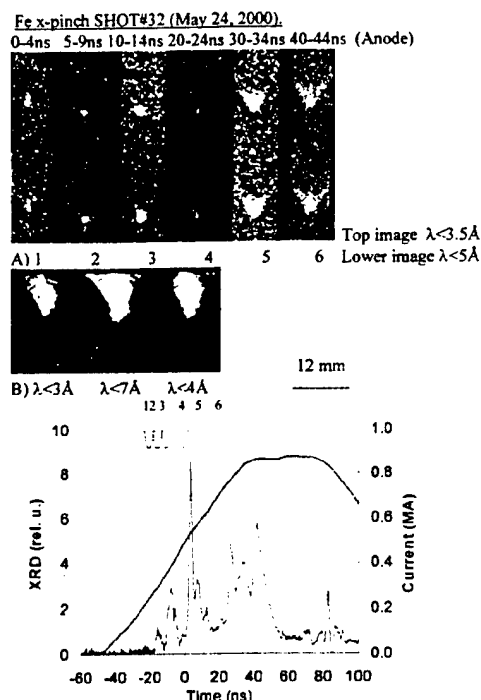 Fe x-pinch SHOT#32 (May 24, 2000).
0-4ns 5-9ns 10-14ns 20-24ns 30-34ns 40-44ns (Anode)
Top image λ<3.5Å
A) 1 2 3 4 5 6 Lower image λ<5Å
12 mm
B) λ<3Å λ<7Å λ<4Å
1 2 3 4 5 6
10 1.0
8 0.8
6 0.6
4 0.4
2 0.2
0 0.0
XRD (rel. u.)
Current (MA)
-60 -40 -20 0 20 40 60 80 100
Time (ns)